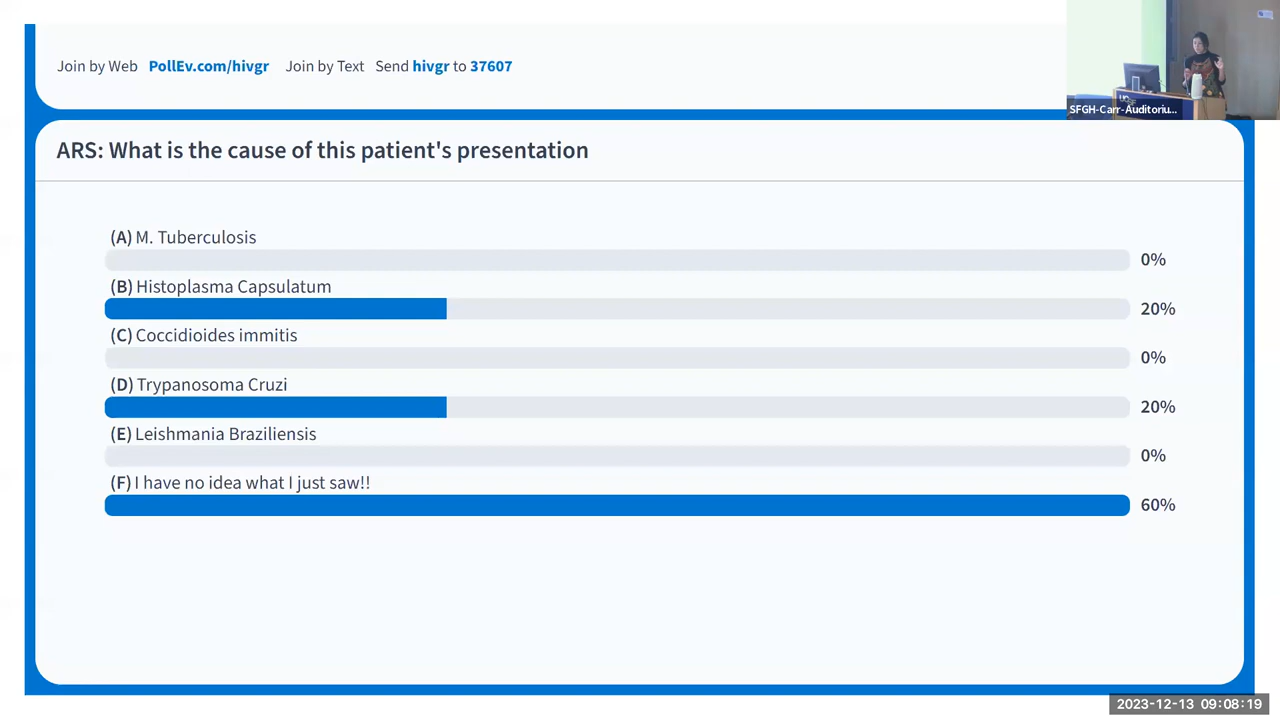 Join by Web PollEv.com/hivgr Join by Text Send hivgr to 37607
SFGH-Carr-Auditoriu...
ARS: What is the cause of this patient's presentation
(A) M. Tuberculosis
0%
(B) Histoplasma Capsulatum
20%
(C) Coccidioides immitis
0%
(D) Trypanosoma Cruzi
20%
(E) Leishmania Braziliensis
0%
(F) I have no idea what I just saw!!
60%
2023-12-13 09:08:19